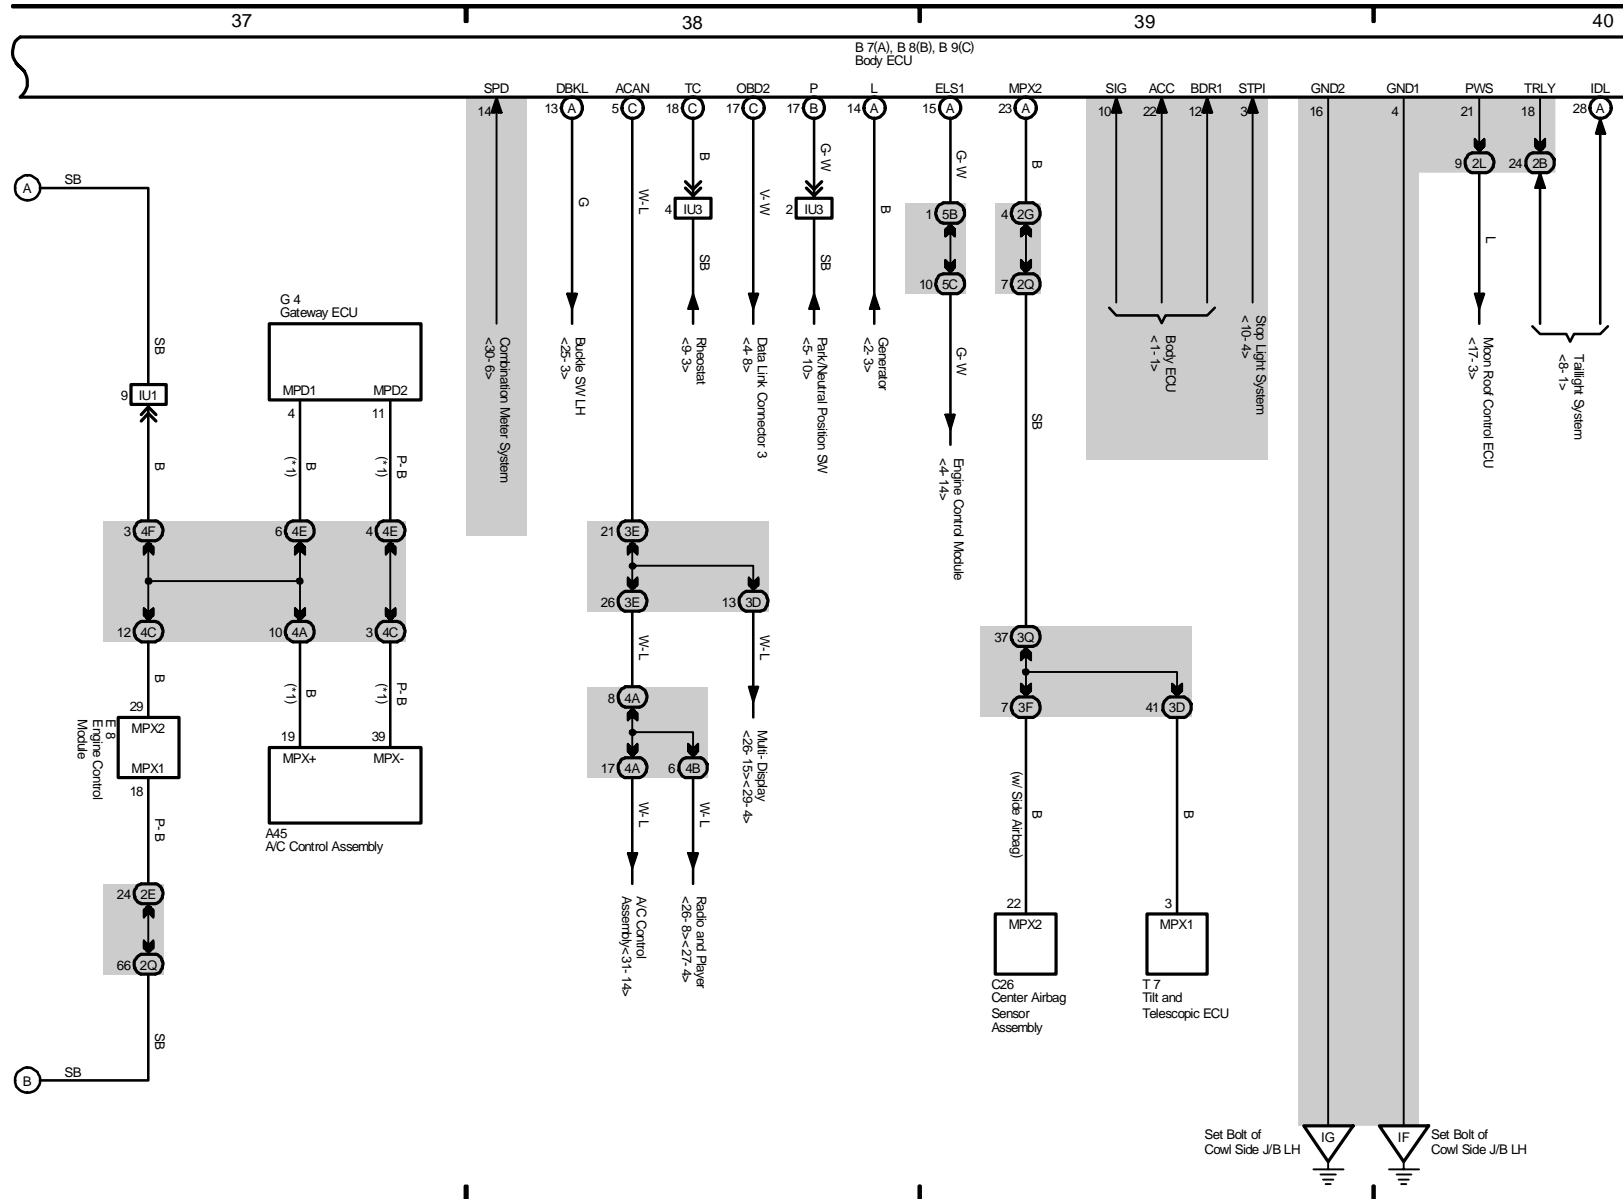 37
38
39
40
B 7(A), B 8(B), B 9(C)
Body ECU
SPD
DBKL
ACAN
TC
OBD2
P
L
ELS1
MPX2
SIG
ACC
BDR1
STPI
GND2
GND1
PWS
TRLY
IDL
14
13 A
5 C
18 C
17 C
17 B
14 A
15 A
23 A
10
22
12
3
16
4
21
18
28 A
A
SB
G
W-L
B
V-W
G-W
B
G-W
B
9 2L
24 2B
4 IU3
2 IU3
1 5B
4 2G
SB
SB
10 5C
7 2Q
L
G 4
Gateway ECU
MPD1
MPD2
4
11
SB
9 IU1
B
B
(*1)
P-B
(*1)
Combination Meter System
<30-6>
Buckle SW LH
<25-3>
Rheostat
<9-3>
Data Link Connector 3
<4-8>
Park/Neutral Position SW
<5-10>
Generator
<2-3>
G-W
Engine Control Module
<4-14>
SB
Body ECU
<1-1>
Stop Light System
<10-4>
Moon Roof Control ECU
<17-3>
Taillight System
<8-1>
3 4F
6 4E
4 4E
21 3E
12 4C
10 4A
3 4C
26 3E
13 3D
37 3Q
7 3F
41 3D
B
B
(*1)
P-B
(*1)
W-L
W-L
29
MPX2
MPX1
18
E 8
Engine Control
Module
19
39
MPX+
MPX-
A45
A/C Control Assembly
8 4A
17 4A
6 4B
Multi- Display
<26-15><29-4>
P-B
W-L
W-L
B
(w/ Side Airbag)
B
24 2E
66 2Q
A/C Control
Assembly<31-14>
Radio and Player
<26-8><27-4>
22
MPX2
C26
Center Airbag
Sensor
Assembly
3
MPX1
T 7
Tilt and
Telescopic ECU
SB
B
SB
Set Bolt of
Cowl Side J/B LH
IG
IF
Set Bolt of
Cowl Side J/B LH